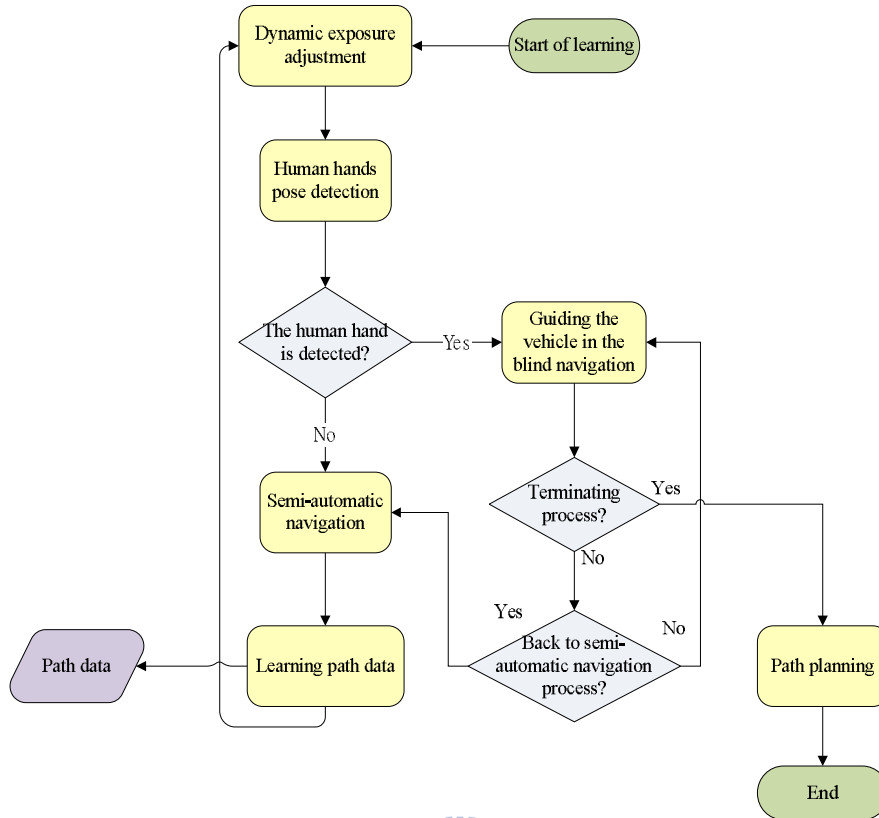 Dynamic exposure
adjustment
Start of learning
Human hands
pose detection
The human hand
is detected?
Yes
Guiding the
vehicle in the
blind navigation
No
Semi-automatic
navigation
Terminating
process?
Yes
No
Yes
No
Back to semi-
automatic navigation
process?
Path data
Learning path data
Path planning
End